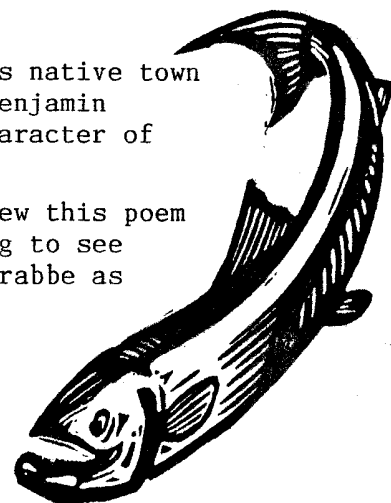 s native town
enjamin
aracter of
ew this poem
g to see
rabbe as